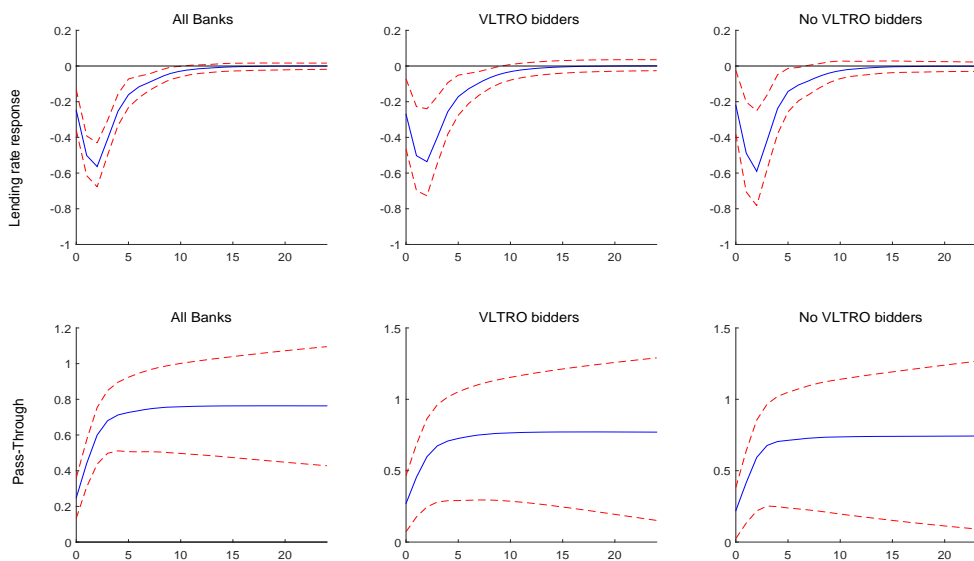 All Banks
VLTRO bidders
No VLTRO bidders
Lending rate response
0.2
0
-0.2
-0.4
-0.6
-0.8
-1
0 5 10 15 20
0.2
0
-0.2
-0.4
-0.6
-0.8
-1
0 5 10 15 20
0.2
0
-0.2
-0.4
-0.6
-0.8
-1
0 5 10 15 20
All Banks
VLTRO bidders
No VLTRO bidders
Pass-Through
1.2
1
0.8
0.6
0.4
0.2
0
0 5 10 15 20
1.5
1
0.5
0
0 5 10 15 20
1.5
1
0.5
0
0 5 10 15 20